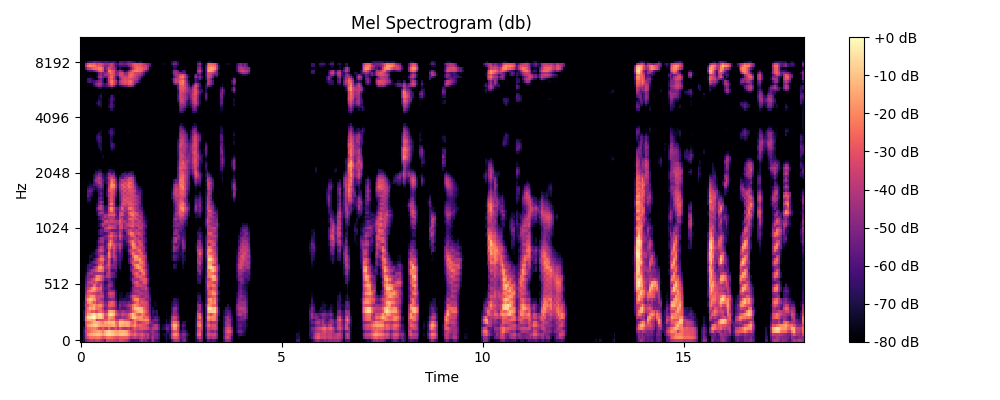 Mel Spectrogram (db)
8192
4096
2048
1024
512
0
Hz
0 5 10 15
Time
+0 dB
-10 dB
-20 dB
-30 dB
-40 dB
-50 dB
-60 dB
-70 dB
-80 dB